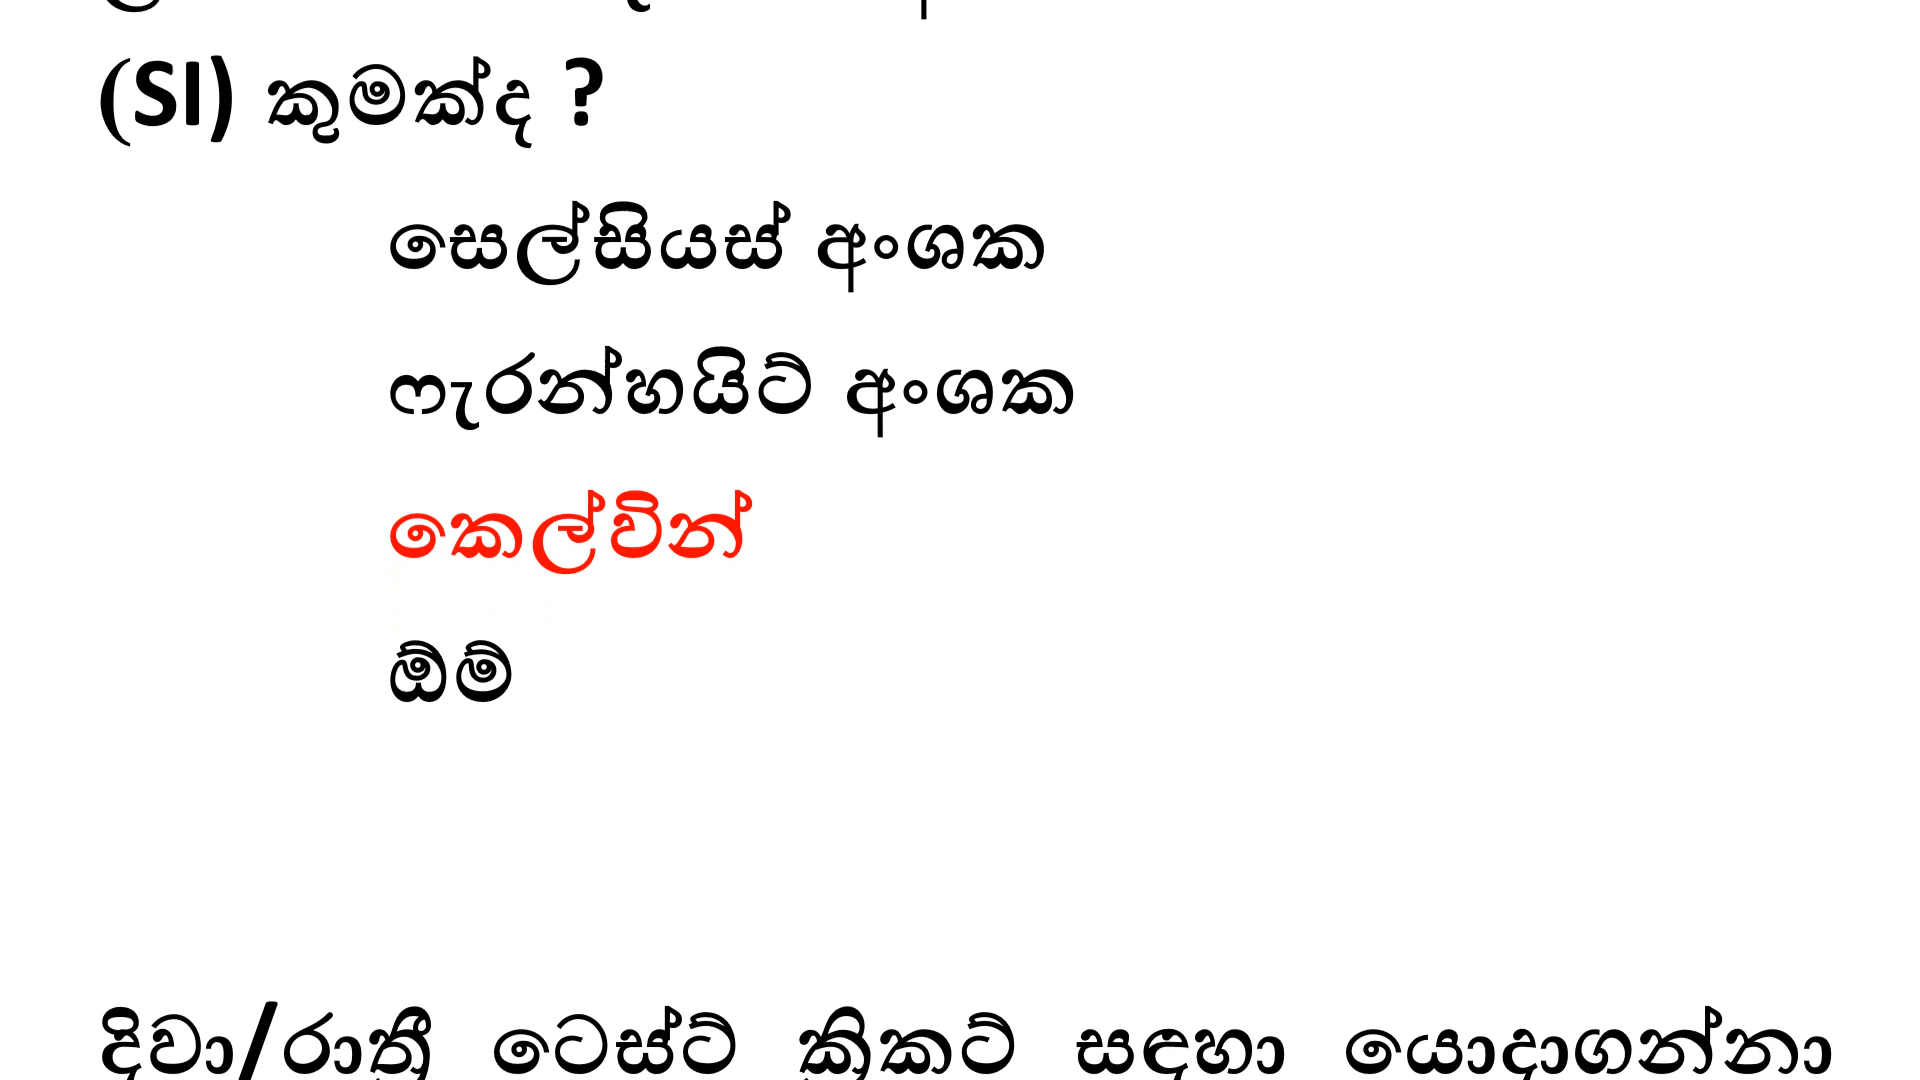 (SI) කුමක්ද ?
සෙල්සියස් අංශක
ෆැරන්හයිට් අංශක
කෙල්වින්
ඕම්
දිවා/රාත්‍රී ටෙස්ට් ක්‍රිකට් සඳහා යොදාගන්නා